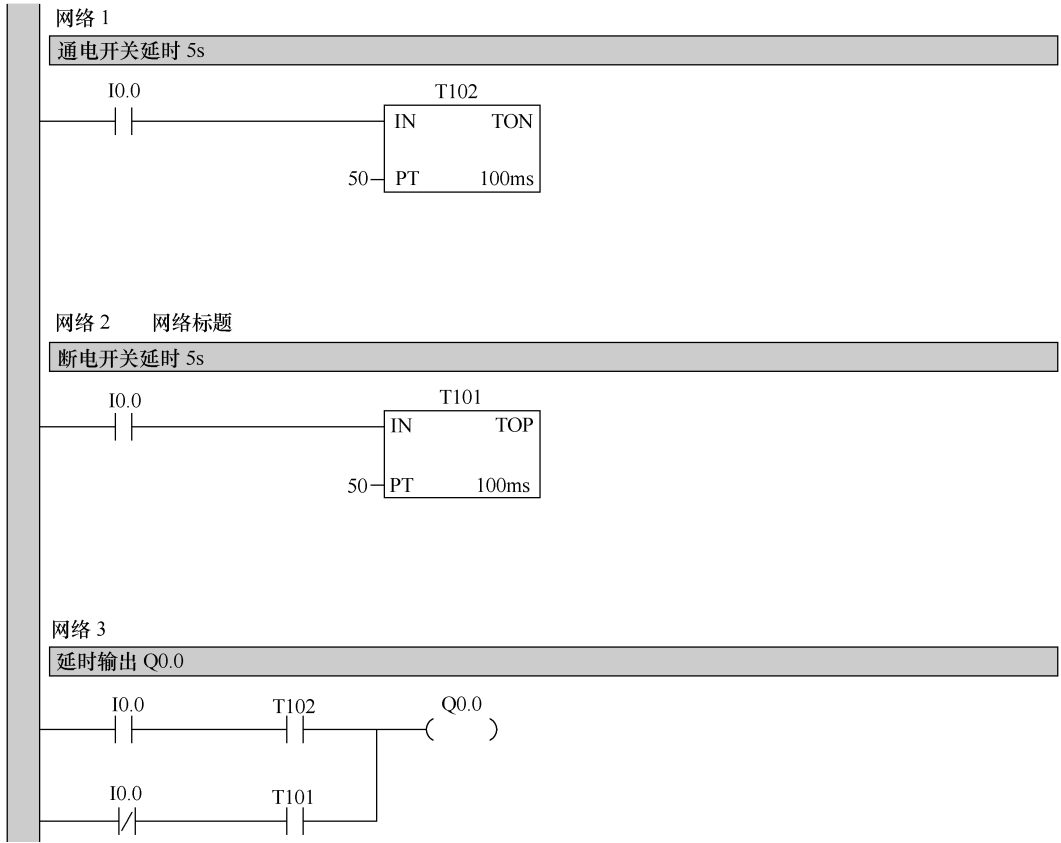 网络 1
通电开关延时 5s
I0.0
T102
IN TON
50 PT 100ms
网络 2 网络标题
断电开关延时 5s
I0.0
T101
IN TOP
50 PT 100ms
网络 3
延时输出 Q0.0
I0.0 T102 Q0.0
I0.0 T101